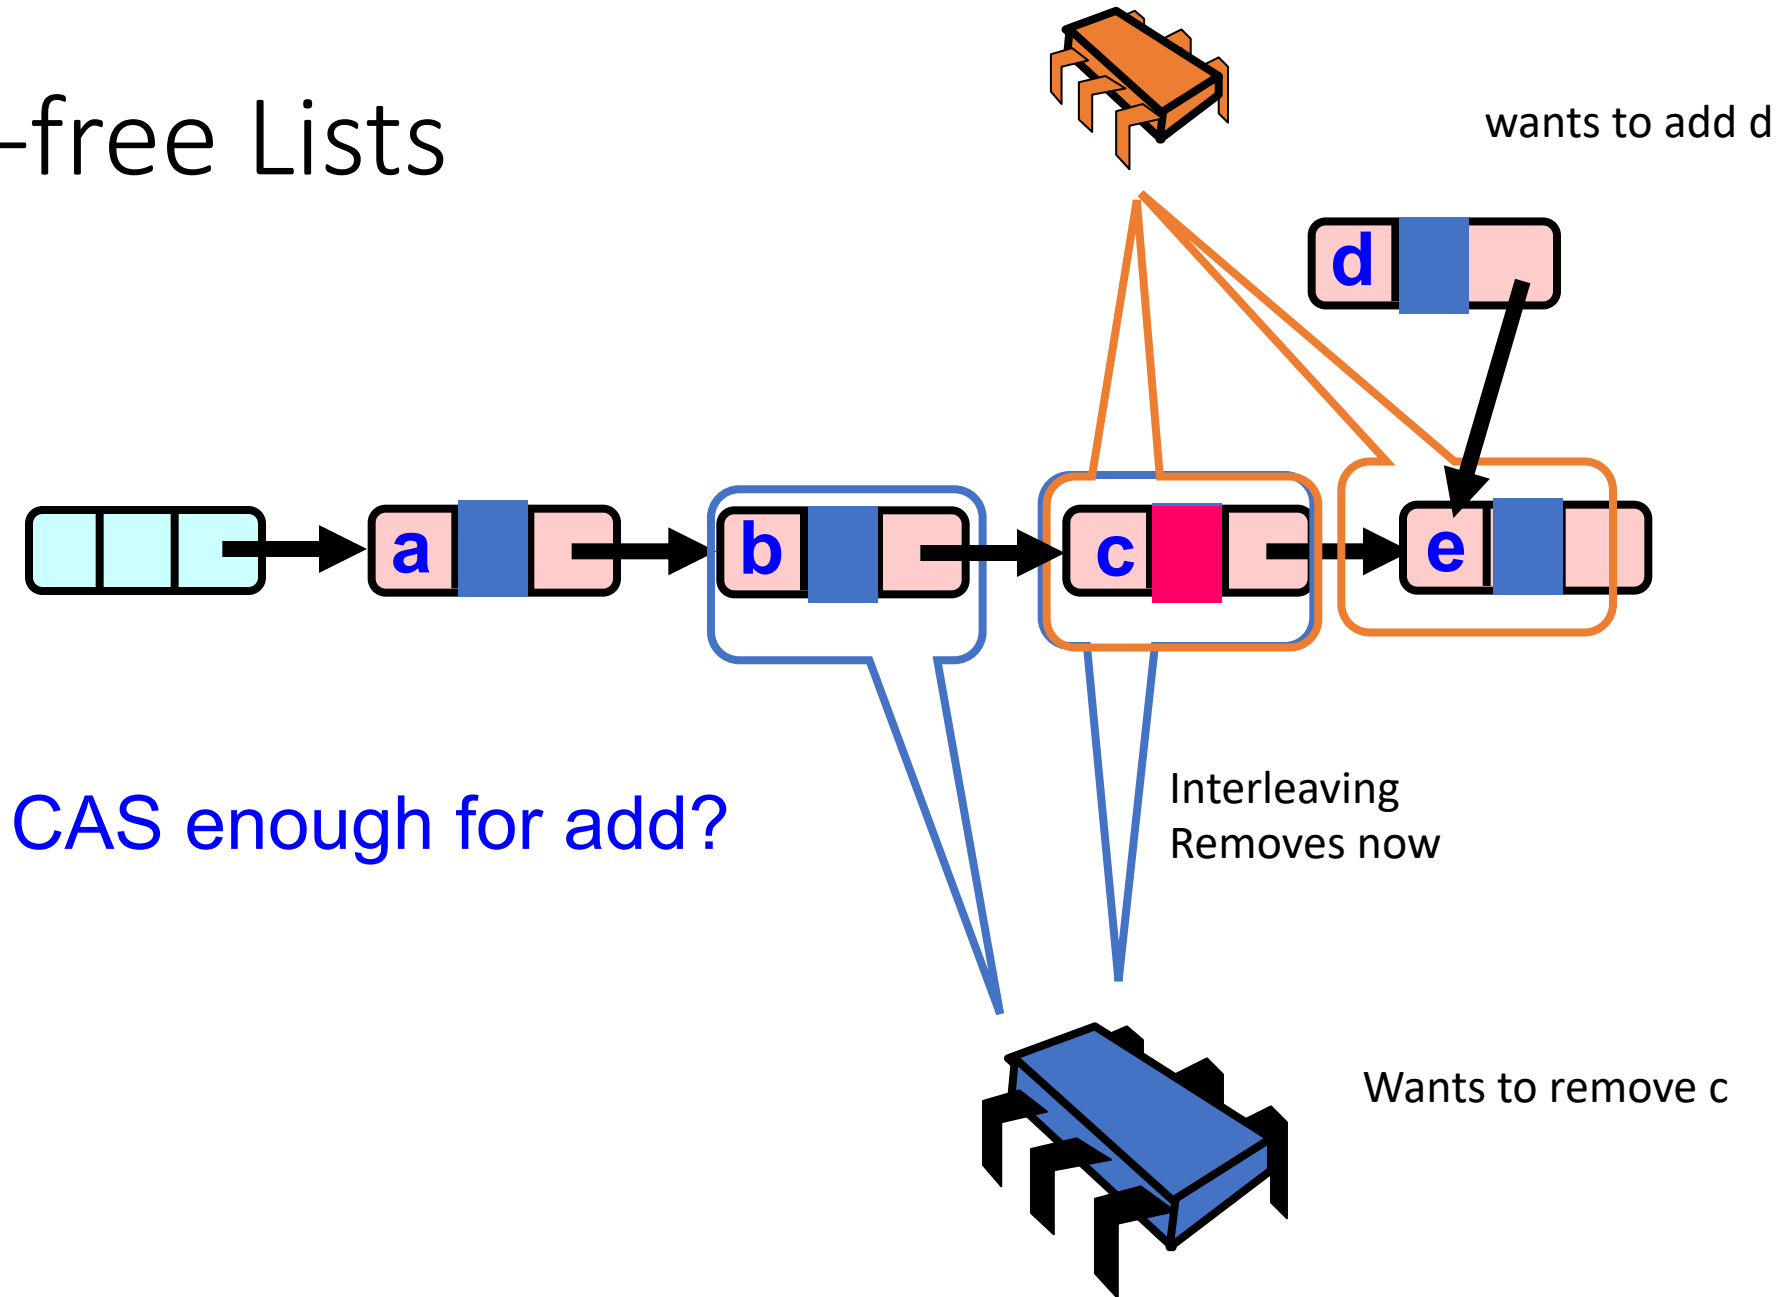 -free Lists
wants to add d
d
a
b
c
e
CAS enough for add?
Interleaving
Removes now
Wants to remove c